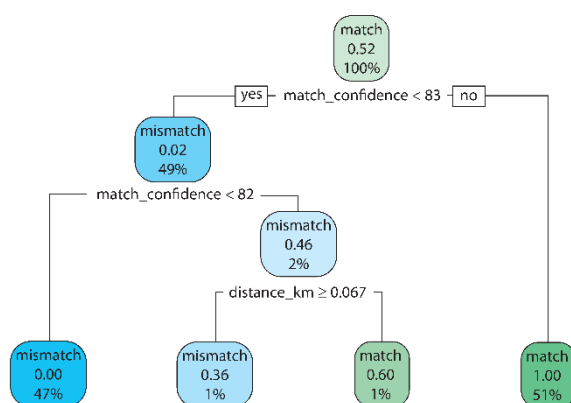 match
0.52
100%
yes match_confidence < 83 no
mismatch
0.02
49%
match_confidence < 82
mismatch
0.46
2%
distance_km ≥ 0.067
mismatch
0.00
47%
mismatch
0.36
1%
match
0.60
1%
match
1.00
51%